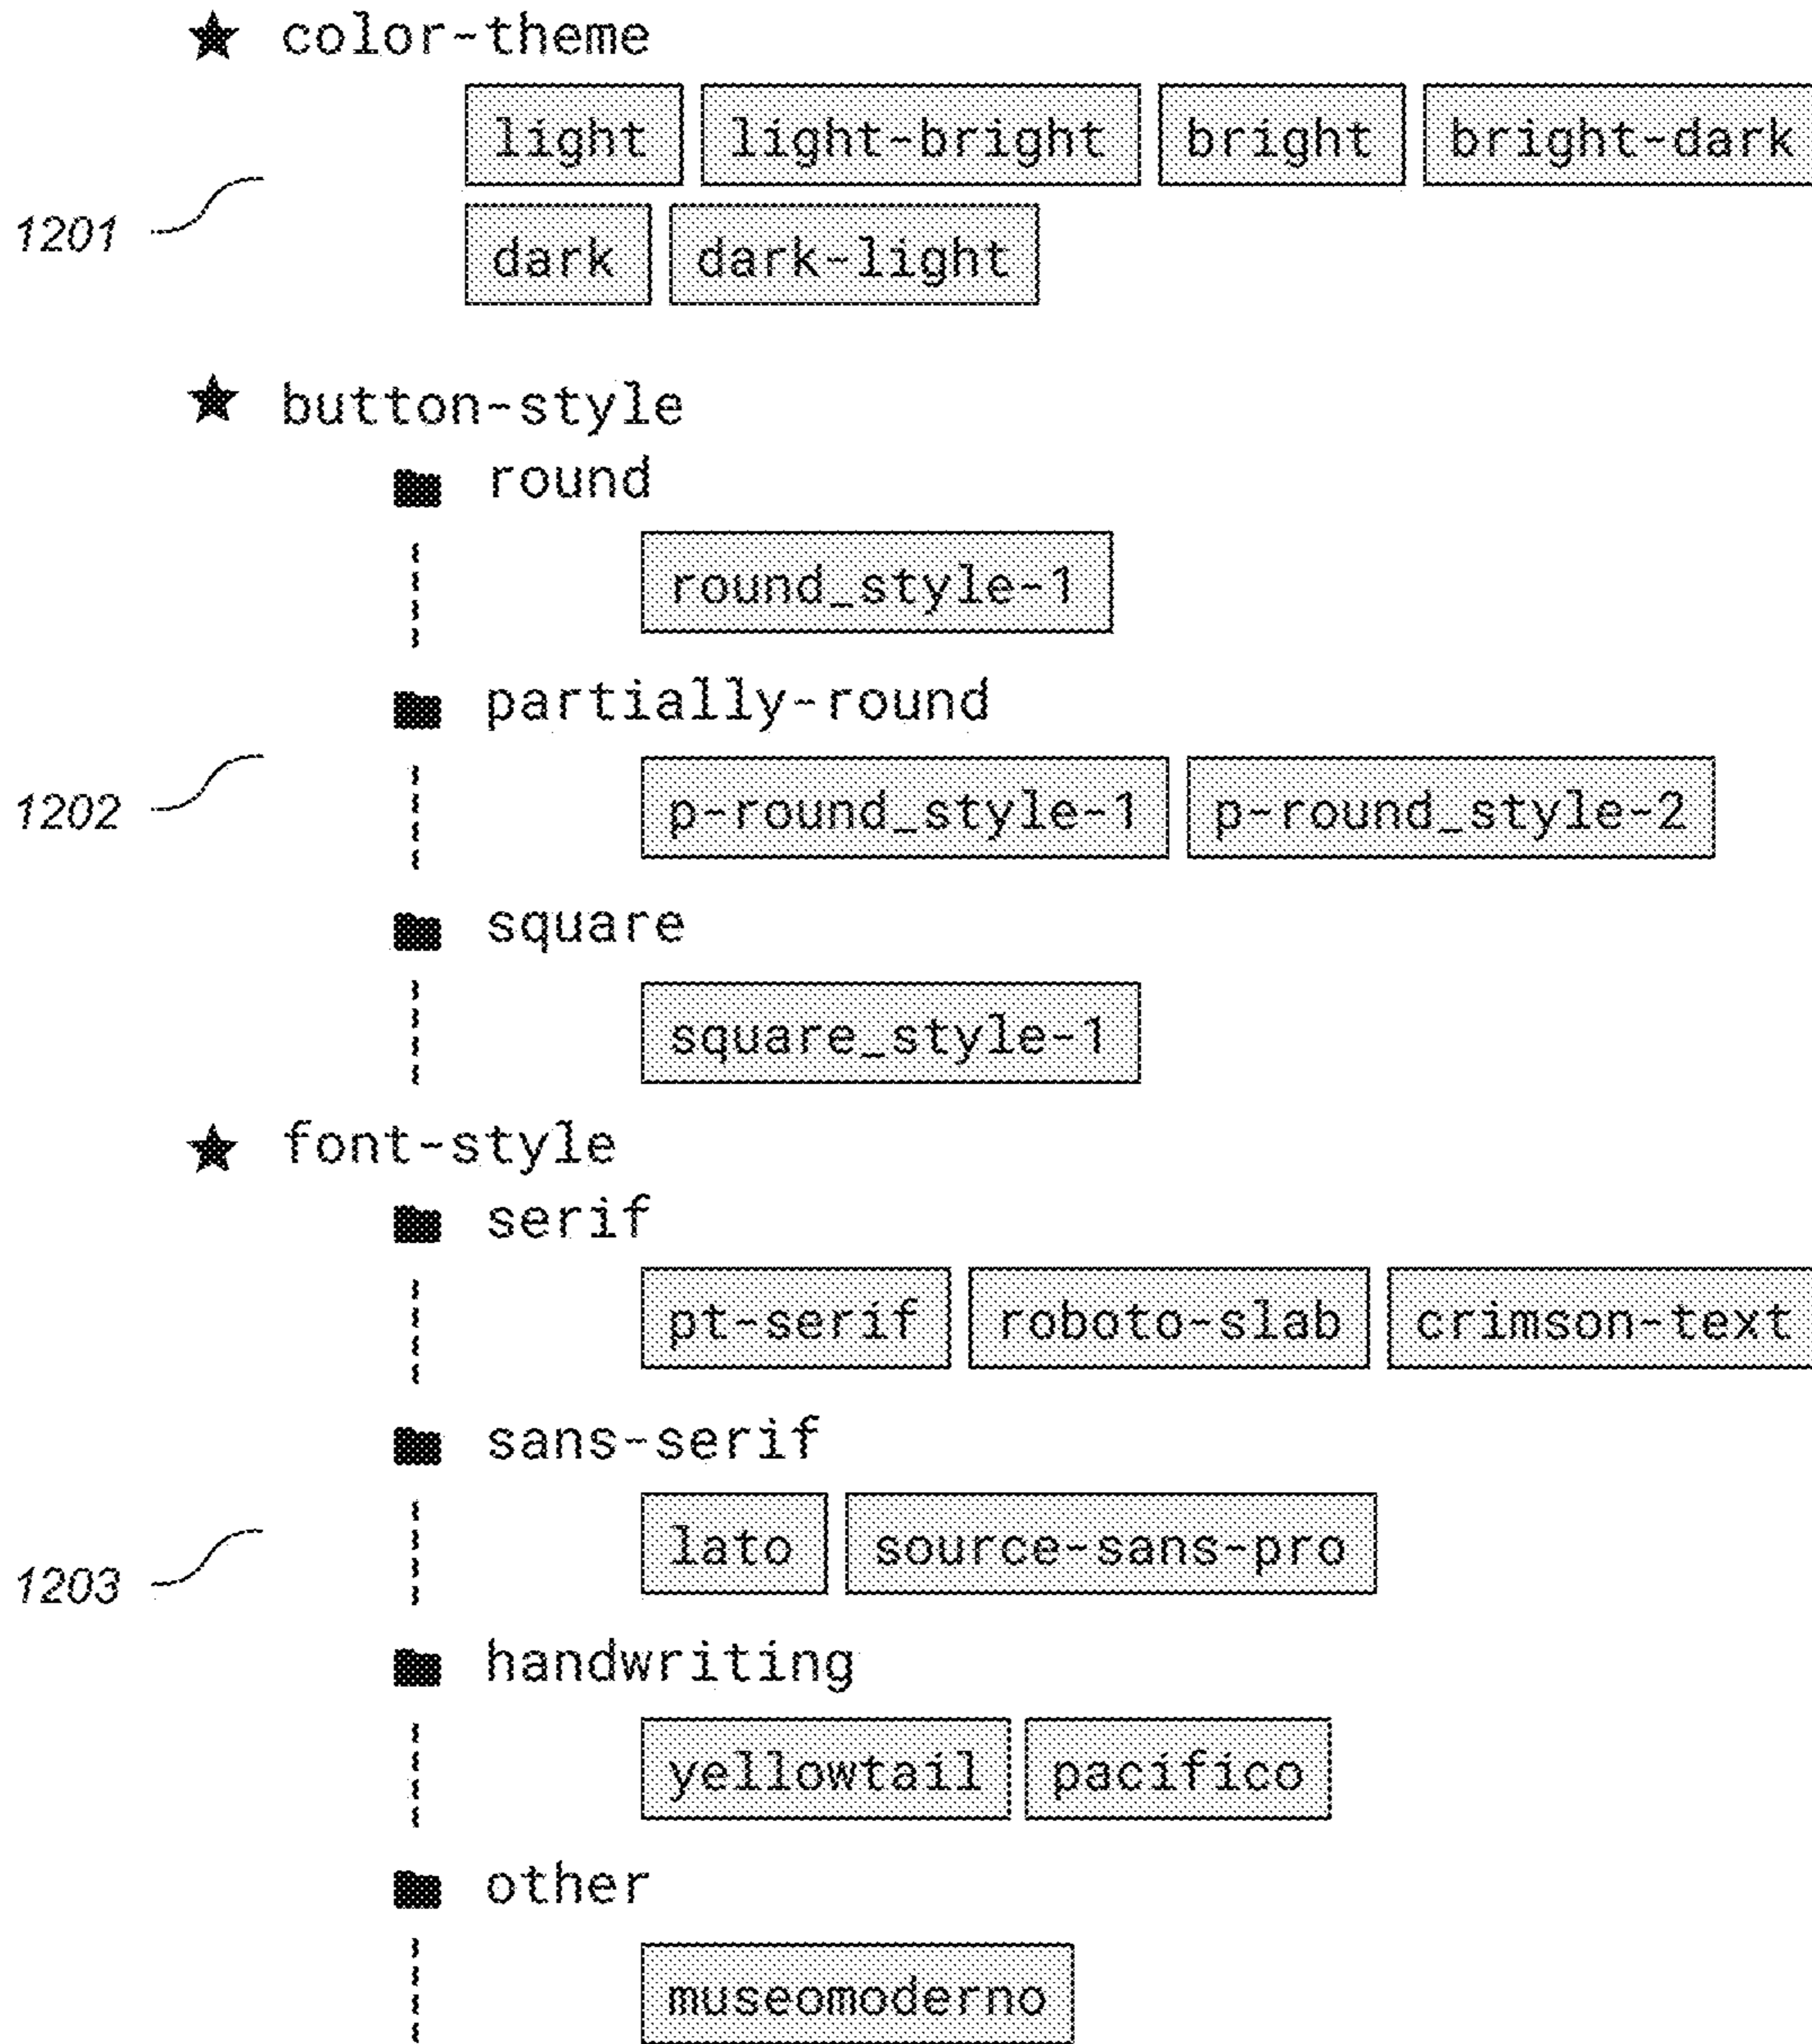 color-theme
light light-bright bright bright-dark
1201
dark dark-light
button-style
round
round_style-1
partially-round
1202
p-round_style-1 p-round_style-2
square
square_style-1
font-style
serif
pt-serif roboto-slab crimson-text
sans-serif
1203
lato source-sans-pro
handwriting
yellowtail pacifico
other
museomoderno